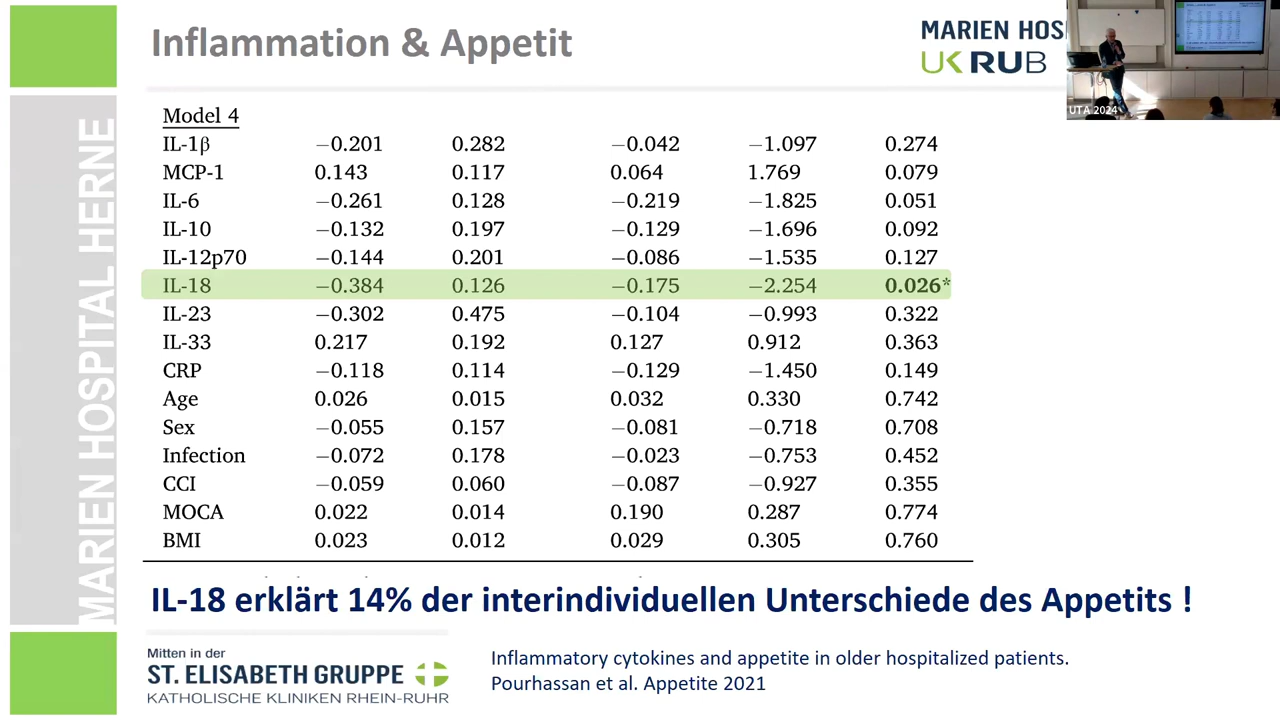 Inflammation & Appetit
MARIEN HOS
UK RUB
UTA 2024
MARIEN HOSPITAL HERNE
Model 4
IL-1β −0.201 0.282 −0.042 −1.097 0.274
MCP-1 0.143 0.117 0.064 1.769 0.079
IL-6 −0.261 0.128 −0.219 −1.825 0.051
IL-10 −0.132 0.197 −0.129 −1.696 0.092
IL-12p70 −0.144 0.201 −0.086 −1.535 0.127
IL-18 −0.384 0.126 −0.175 −2.254 0.026*
IL-23 −0.302 0.475 −0.104 −0.993 0.322
IL-33 0.217 0.192 0.127 0.912 0.363
CRP −0.118 0.114 −0.129 −1.450 0.149
Age 0.026 0.015 0.032 0.330 0.742
Sex −0.055 0.157 −0.081 −0.718 0.708
Infection −0.072 0.178 −0.023 −0.753 0.452
CCI −0.059 0.060 −0.087 −0.927 0.355
MOCA 0.022 0.014 0.190 0.287 0.774
BMI 0.023 0.012 0.029 0.305 0.760
IL-18 erklärt 14% der interindividuellen Unterschiede des Appetits !
Mitten in der
ST. ELISABETH GRUPPE
KATHOLISCHE KLINIKEN RHEIN-RUHR
Inflammatory cytokines and appetite in older hospitalized patients.
Pourhassan et al. Appetite 2021